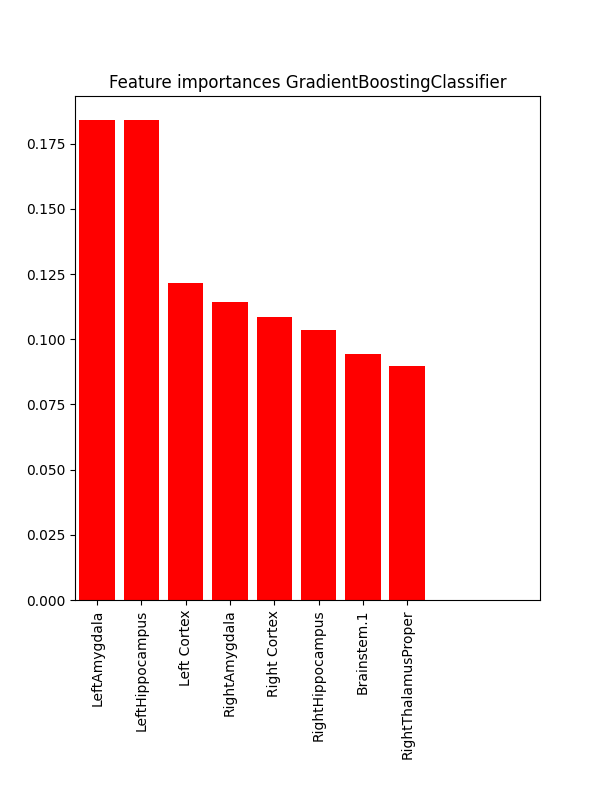 Feature importances GradientBoostingClassifier
0.175
0.150
0.125
0.100
0.075
0.050
0.025
0.000
LeftAmygdala
LeftHippocampus
Left Cortex
RightAmygdala
Right Cortex
RightHippocampus
Brainstem.1
RightThalamusProper